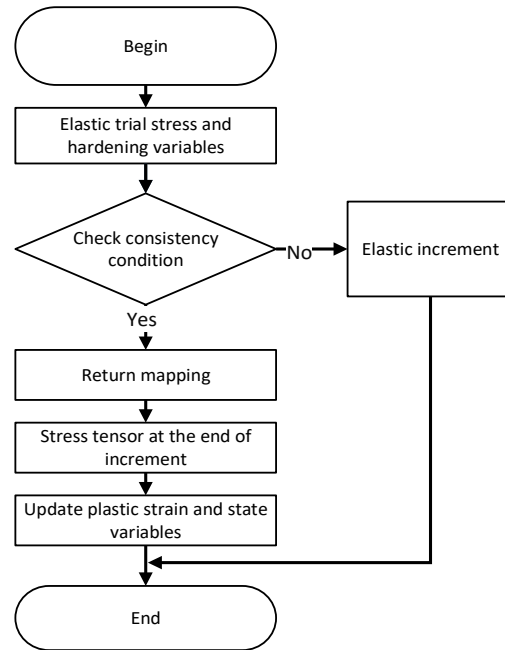 Begin
Elastic trial stress and
hardening variables
Check consistency
condition
No
Elastic increment
Yes
Return mapping
Stress tensor at the end of
increment
Update plastic strain and state
variables
End